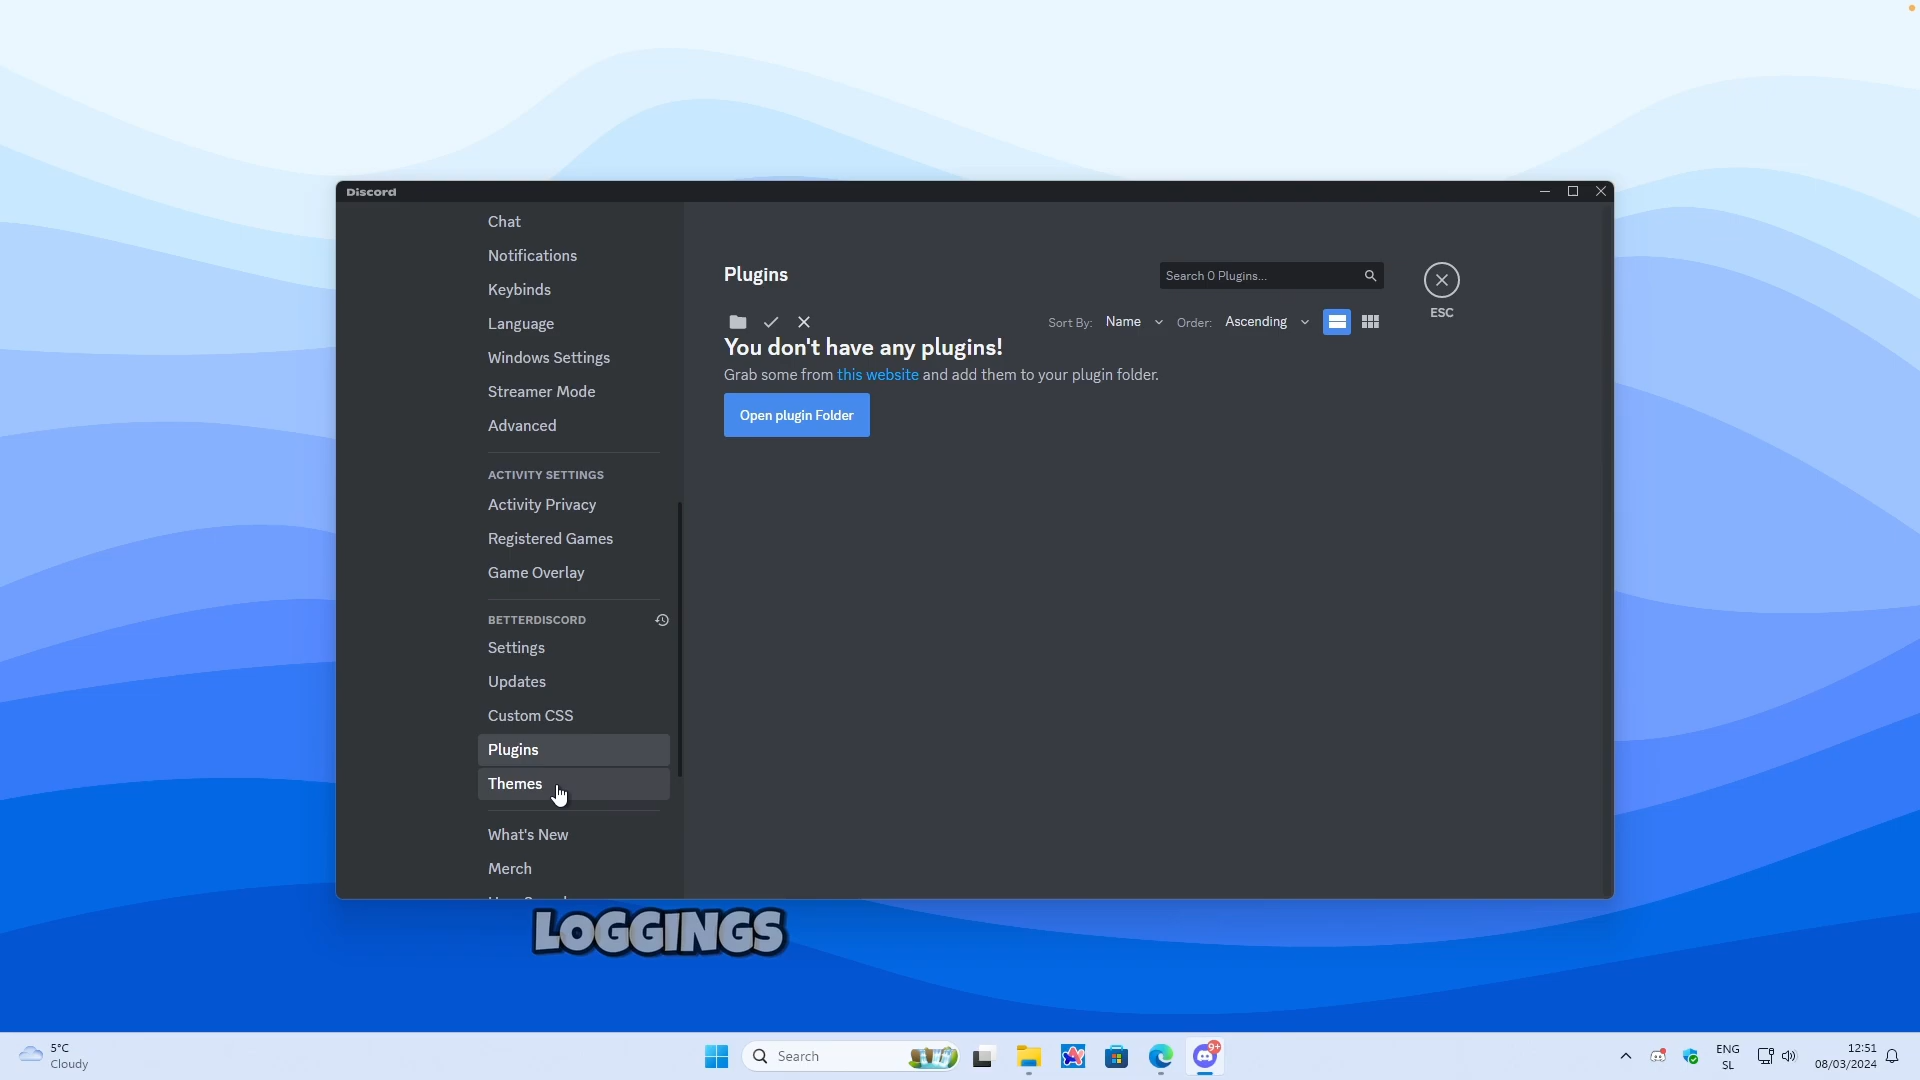 Discord
Chat
Notifications
Keybinds
Language
Windows Settings
Streamer Mode
Advanced
ACTIVITY SETTINGS
Activity Privacy
Registered Games
Game Overlay
BETTERDISCORD
Settings
Updates
Custom CSS
Plugins
Themes
What's New
Merch
Plugins
Search 0 Plugins...
ESC
Sort By: Name Order: Ascending
You don't have any plugins!
Grab some from this website and add them to your plugin folder.
Open plugin Folder
LOGGINGS
5°C
Cloudy
Search
9+
ENG
SL
12:51
08/03/2024